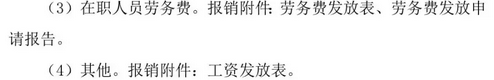 （3）在职人员劳务费。报销附件：劳务费发放表、劳务费发放申
请报告。
（4）其他。报销附件：工资发放表。